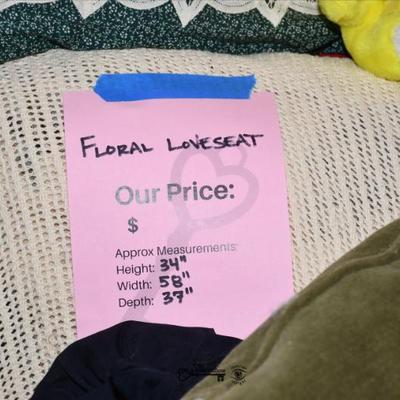 FLORAL LOVESEAT
Our Price:
$
Approx Measurements:
Height: 34"
Width: 58"
Depth: 37"